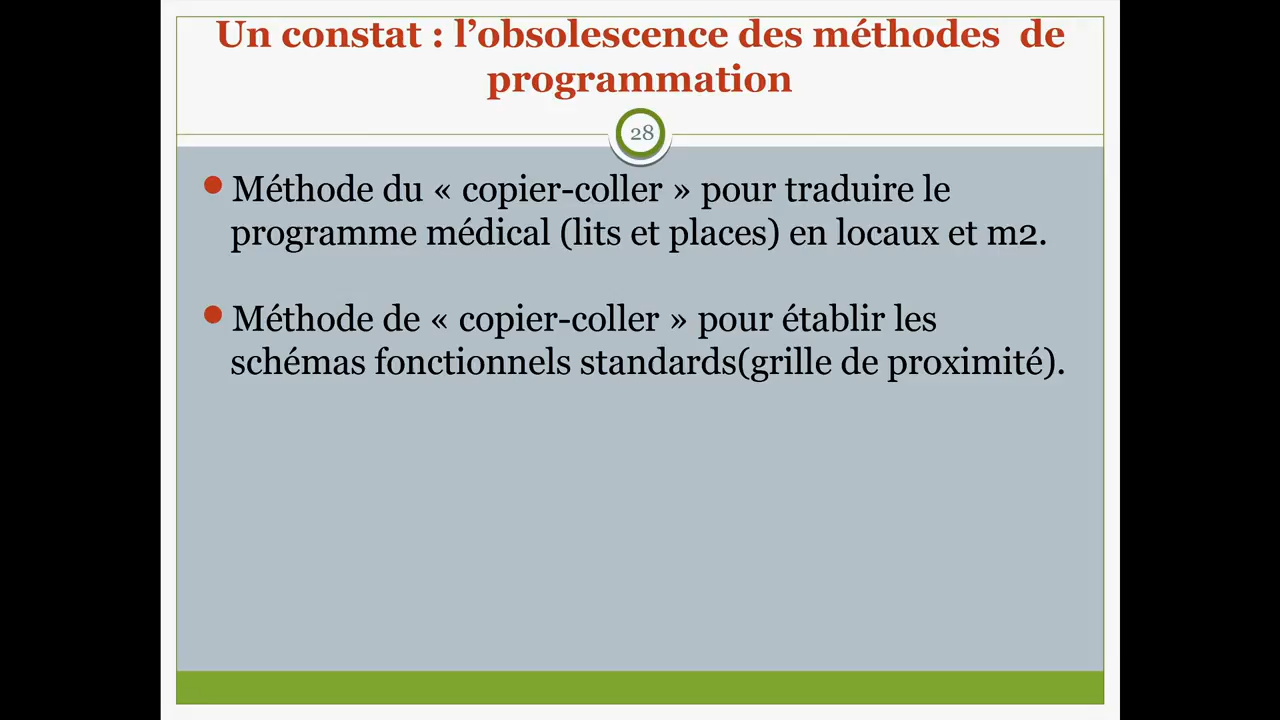 Un constat : l’obsolescence des méthodes de
programmation
28
Méthode du « copier-coller » pour traduire le
programme médical (lits et places) en locaux et m2.
Méthode de « copier-coller » pour établir les
schémas fonctionnels standards(grille de proximité).